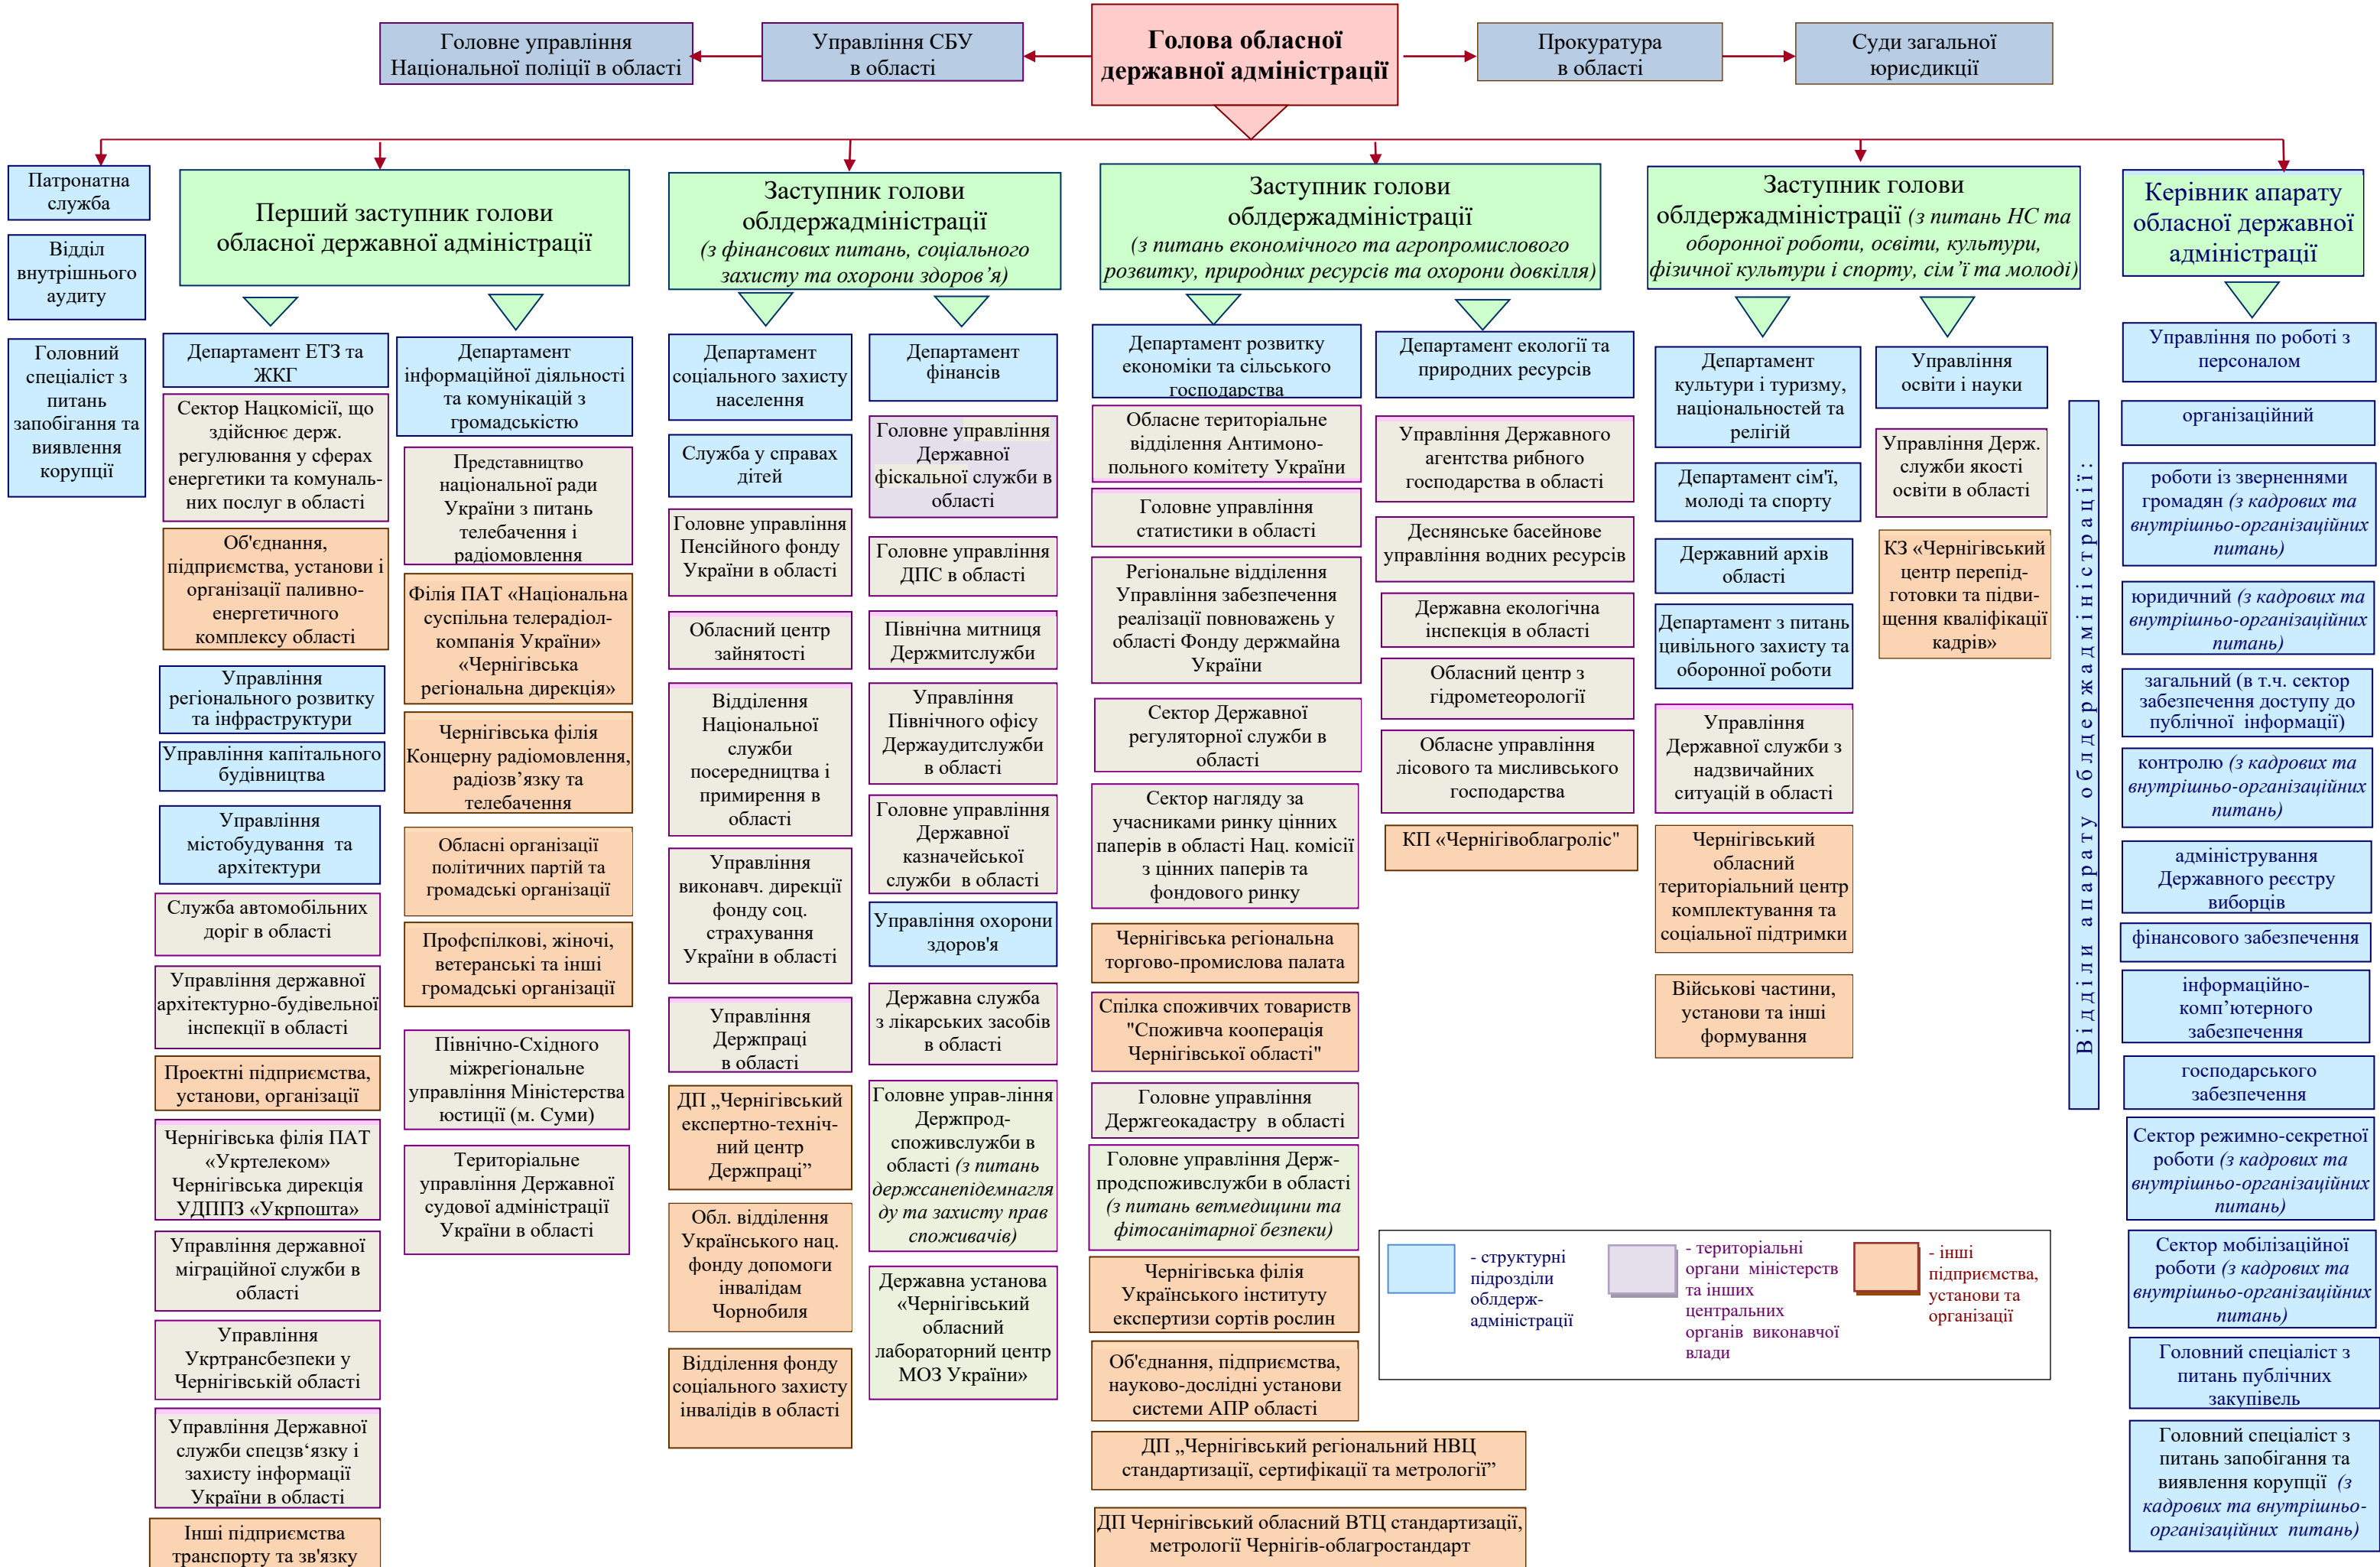 Головне управління
Національної поліції в області
Управління СБУ
в області
Голова обласної
державної адміністрації
Прокуратура
в області
Суди загальної
юрисдикції
Патронатна
служба
Відділ
внутрішнього
аудиту
Головний
спеціаліст з
питань
запобігання та
виявлення
корупції
Перший заступник голови
обласної державної адміністрації
Департамент ЕТЗ та
ЖКГ
Сектор Нацкомісії, що
здійснює держ.
регулювання у сферах
енергетики та комуналь-
них послуг в області
Об'єднання,
підприємства, установи і
організації паливно-
енергетичного
комплексу області
Управління
регіонального розвитку
та інфраструктури
Управління капітального
будівництва
Управління
містобудування та
архітектури
Служба автомобільних
доріг в області
Управління державної
архітектурно-будівельної
інспекції в області
Проектні підприємства,
установи, організації
Чернігівська філія ПАТ
«Укртелеком»
Чернігівська дирекція
УДППЗ «Укрпошта»
Управління державної
міграційної служби в
області
Управління
Укртрансбезпеки у
Чернігівській області
Управління Державної
служби спецзв‘язку і
захисту інформації
України в області
Інші підприємства
транспорту та зв'язку
Департамент
інформаційної діяльності
та комунікацій з
громадськістю
Представництво
національної ради
України з питань
телебачення і
радіомовлення
Філія ПАТ «Національна
суспільна телерадіол-
компанія України»
«Чернігівська
регіональна дирекція»
Чернігівська філія
Концерну радіомовлення,
радіозв’язку та
телебачення
Обласні організації
політичних партій та
громадські організації
Профспілкові, жіночі,
ветеранські та інші
громадські організації
Північно-Східного
міжрегіональне
управління Міністерства
юстиції (м. Суми)
Територіальне
управління Державної
судової адміністрації
України в області
Заступник голови
облдержадміністрації
(з фінансових питань, соціального
захисту та охорони здоров’я)
Департамент
соціального захисту
населення
Служба у справах
дітей
Головне управління
Пенсійного фонду
України в області
Обласний центр
зайнятості
Відділення
Національної
служби
посередництва і
примирення в
області
Управління
виконавч. дирекції
фонду соц.
страхування
України в області
Управління
Держпраці
в області
ДП „Чернігівський
експертно-техніч-
ний центр
Держпраці”
Обл. відділення
Українського нац.
фонду допомоги
інвалідам
Чорнобиля
Відділення фонду
соціального захисту
інвалідів в області
Департамент
фінансів
Головне управління
Державної
фіскальної служби в
області
Головне управління
ДПС в області
Північна митниця
Держмитслужби
Управління
Північного офісу
Держаудитслужби
в області
Головне управління
Державної
казначейської
служби в області
Управління охорони
здоров'я
Державна служба
з лікарських засобів
в області
Головне управ-ління
Держпрод-
споживслужби в
області (з питань
держсанепідемнагля
ду та захисту прав
споживачів)
Державна установа
«Чернігівський
обласний
лабораторний центр
МОЗ України»
Заступник голови
облдержадміністрації
(з питань економічного та агропромислового
розвитку, природних ресурсів та охорони довкілля)
Департамент розвитку
економіки та сільського
господарства
Обласне територіальне
відділення Антимоно-
польного комітету України
Головне управління
статистики в області
Регіональне відділення
Управління забезпечення
реалізації повноважень у
області Фонду держмайна
України
Сектор Державної
регуляторної служби в
області
Сектор нагляду за
учасниками ринку цінних
паперів в області Нац. комісії
з цінних паперів та
фондового ринку
Чернігівська регіональна
торгово-промислова палата
Спілка споживчих товариств
"Споживча кооперація
Чернігівської області"
Головне управління
Держгеокадастру в області
Головне управління Держ-
продспоживслужби в області
(з питань ветмедицини та
фітосанітарної безпеки)
Чернігівська філія
Українського інституту
експертизи сортів рослин
Об'єднання, підприємства,
науково-дослідні установи
системи АПР області
ДП „Чернігівський регіональний НВЦ
стандартизації, сертифікації та метрології”
ДП Чернігівський обласний ВТЦ стандартизації,
метрології Чернігів-облагростандарт
Департамент екології та
природних ресурсів
Управління Державного
агентства рибного
господарства в області
Деснянське басейнове
управління водних ресурсів
Державна екологічна
інспекція в області
Обласний центр з
гідрометеорології
Обласне управління
лісового та мисливського
господарства
КП «Чернігівоблагроліс"
Заступник голови
облдержадміністрації (з питань НС та
оборонної роботи, освіти, культури,
фізичної культури і спорту, сім’ї та молоді)
Департамент
культури і туризму,
національностей та
релігій
Департамент сім'ї,
молоді та спорту
Державний архів
області
Департамент з питань
цивільного захисту та
оборонної роботи
Управління
Державної служби з
надзвичайних
ситуацій в області
Чернігівський
обласний
територіальний центр
комплектування та
соціальної підтримки
Військові частини,
установи та інші
формування
Управління
освіти і науки
Управління Держ.
служби якості
освіти в області
КЗ «Чернігівський
центр перепід-
готовки та підви-
щення кваліфікації
кадрів»
Керівник апарату
обласної державної
адміністрації
Управління по роботі з
персоналом
Відділи апарату облдержадміністрації:
організаційний
роботи із зверненнями
громадян (з кадрових та
внутрішньо-організаційних
питань)
юридичний (з кадрових та
внутрішньо-організаційних
питань)
загальний (в т.ч. сектор
забезпечення доступу до
публічної інформації)
контролю (з кадрових та
внутрішньо-організаційних
питань)
адміністрування
Державного реєстру
виборців
фінансового забезпечення
інформаційно-
комп’ютерного
забезпечення
господарського
забезпечення
Сектор режимно-секретної
роботи (з кадрових та
внутрішньо-організаційних
питань)
Сектор мобілізаційної
роботи (з кадрових та
внутрішньо-організаційних
питань)
Головний спеціаліст з
питань публічних
закупівель
Головний спеціаліст з
питань запобігання та
виявлення корупції (з
кадрових та внутрішньо-
організаційних питань)
- структурні
підрозділи
облдерж-
адміністрації
- територіальні
органи міністерств
та інших
центральних
органів виконавчої
влади
- інші
підприємства,
установи та
організації